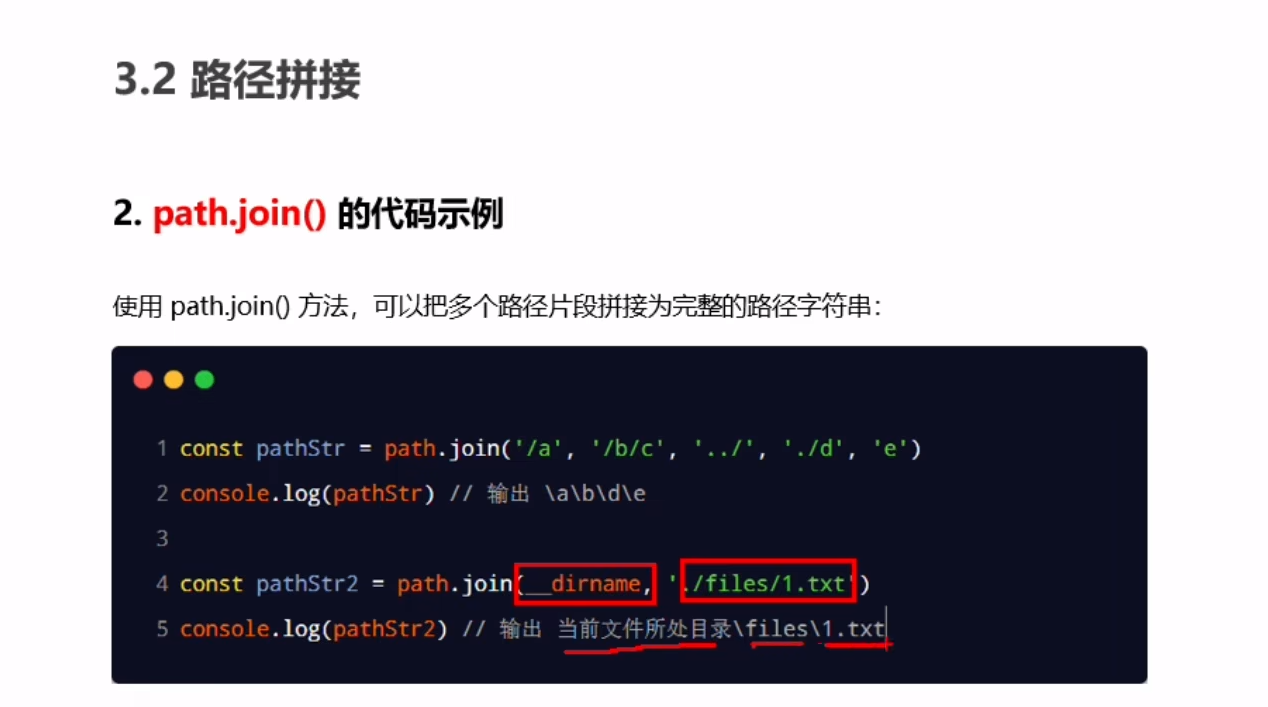 3.2 路径拼接
2. path.join() 的代码示例
使用 path.join() 方法，可以把多个路径片段拼接为完整的路径字符串：
1 const pathStr = path.join('/a', '/b/c', '../', './d', 'e')
2 console.log(pathStr) // 输出 \a\b\d\e
3
4 const pathStr2 = path.join(__dirname, './files/1.txt')
5 console.log(pathStr2) // 输出 当前文件所处目录\files\1.txt